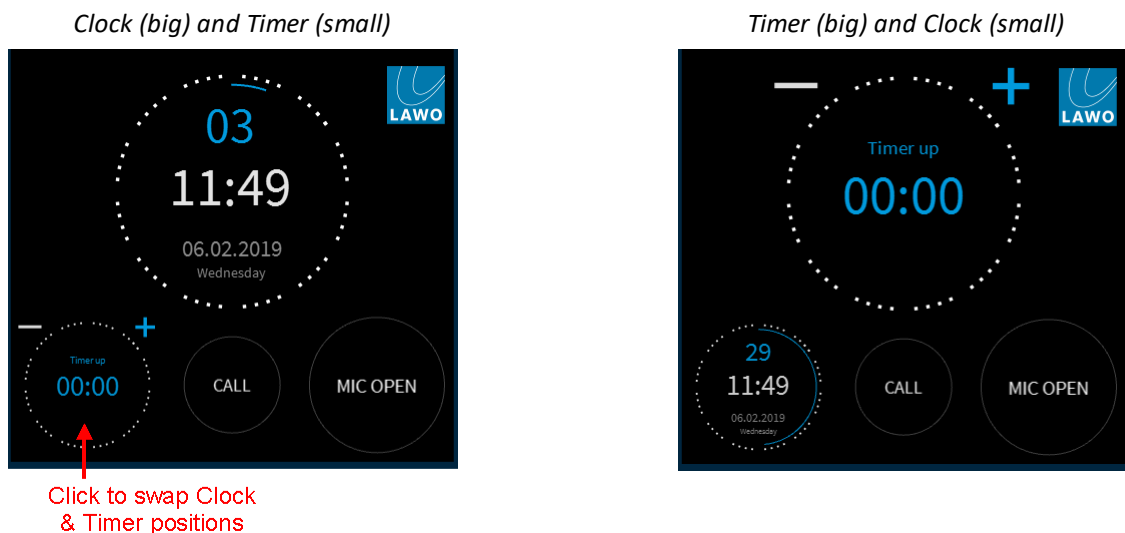 Clock (big) and Timer (small)
LAWO
03
11:49
06.02.2019
Wednesday
Timer up
00:00
CALL
MIC OPEN
Click to swap Clock
& Timer positions
Timer (big) and Clock (small)
LAWO
Timer up
00:00
29
11:49
06.02.2019
Wednesday
CALL
MIC OPEN